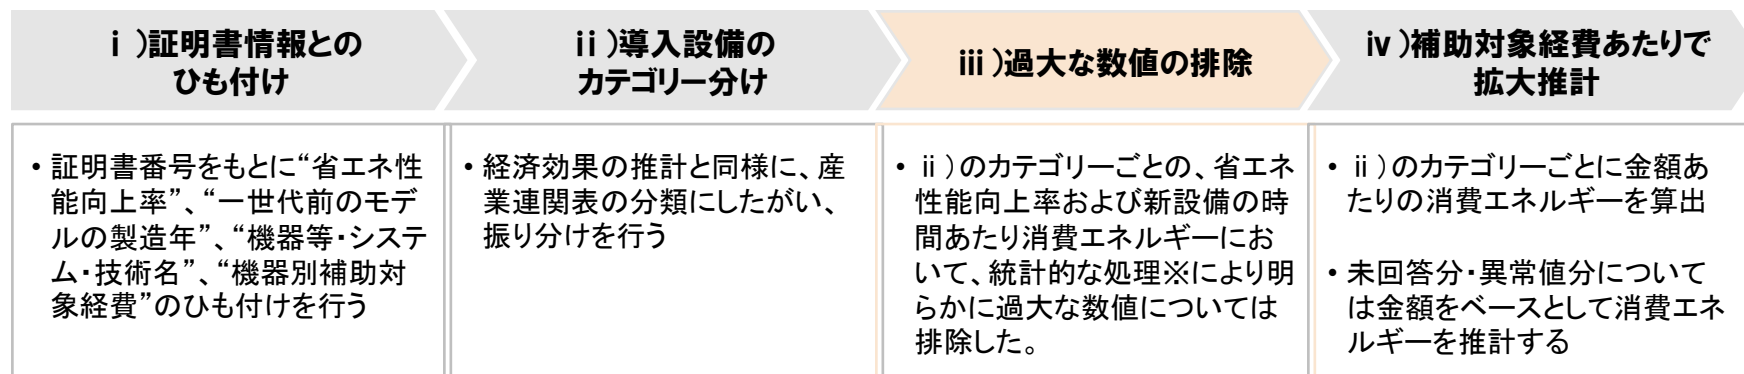 ⅰ)証明書情報との
ひも付け
ⅱ)導入設備の
カテゴリー分け
ⅲ)過大な数値の排除
ⅳ)補助対象経費あたりで
拡大推計
• 証明書番号をもとに“省エネ性
能向上率”、“一世代前のモデ
ルの製造年”、“機器等・システ
ム・技術名”、“機器別補助対
象経費”のひも付けを行う
• 経済効果の推計と同様に、産
業連関表の分類にしたがい、
振り分けを行う
• ⅱ)のカテゴリーごとの、省エネ
性能向上率および新設備の時
間あたり消費エネルギーにお
いて、統計的な処理※により明
らかに過大な数値については
排除した。
• ⅱ)のカテゴリーごとに金額あ
たりの消費エネルギーを算出
• 未回答分・異常値分について
は金額をベースとして消費エネ
ルギーを推計する